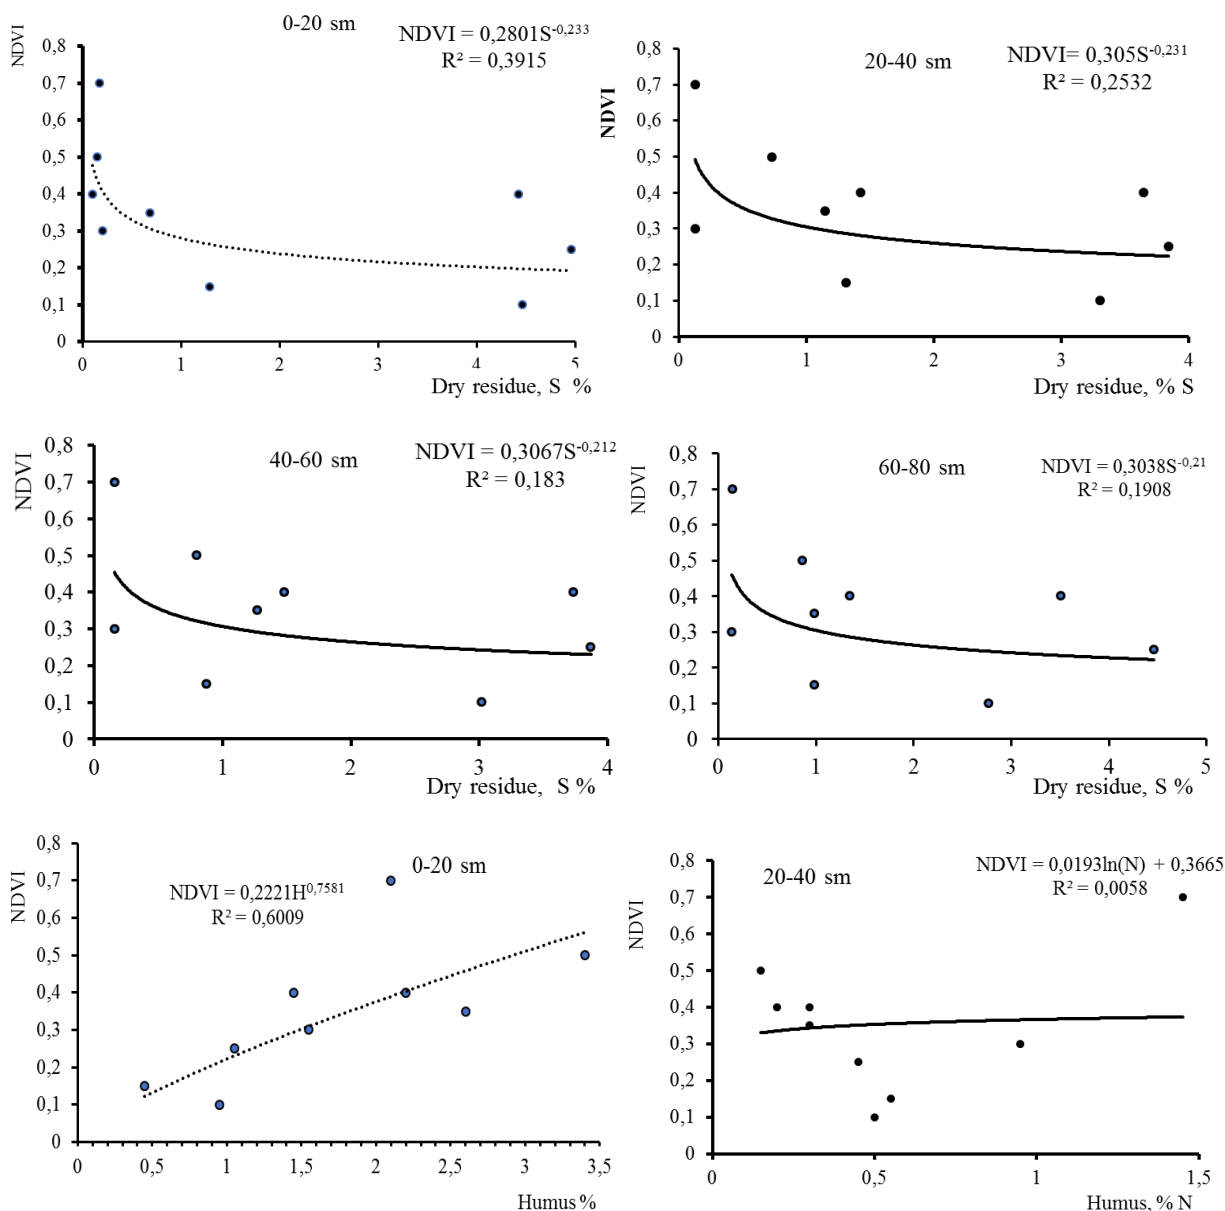 0-20 sm
NDVI = 0,2801S^-0,233
R² = 0,3915
NDVI
0,8
0,7
0,6
0,5
0,4
0,3
0,2
0,1
0
0 1 2 3 4 5
Dry residue, S %
20-40 sm
NDVI= 0,305S^-0,231
R² = 0,2532
NDVI
0,8
0,7
0,6
0,5
0,4
0,3
0,2
0,1
0
0 1 2 3 4
Dry residue, % S
40-60 sm
NDVI = 0,3067S^-0,212
R² = 0,183
NDVI
0,8
0,7
0,6
0,5
0,4
0,3
0,2
0,1
0
0 1 2 3 4
Dry residue, S %
60-80 sm
NDVI = 0,3038S^-0,21
R² = 0,1908
NDVI
0,8
0,7
0,6
0,5
0,4
0,3
0,2
0,1
0
0 1 2 3 4 5
Dry residue, S %
0-20 sm
NDVI = 0,2221H^0,7581
R² = 0,6009
NDVI
0,8
0,7
0,6
0,5
0,4
0,3
0,2
0,1
0
0,5 1 1,5 2 2,5 3 3,5
Humus %
20-40 sm
NDVI = 0,0193ln(N) + 0,3665
R² = 0,0058
NDVI
0,8
0,7
0,6
0,5
0,4
0,3
0,2
0,1
0
0 0,5 1 1,5
Humus, % N